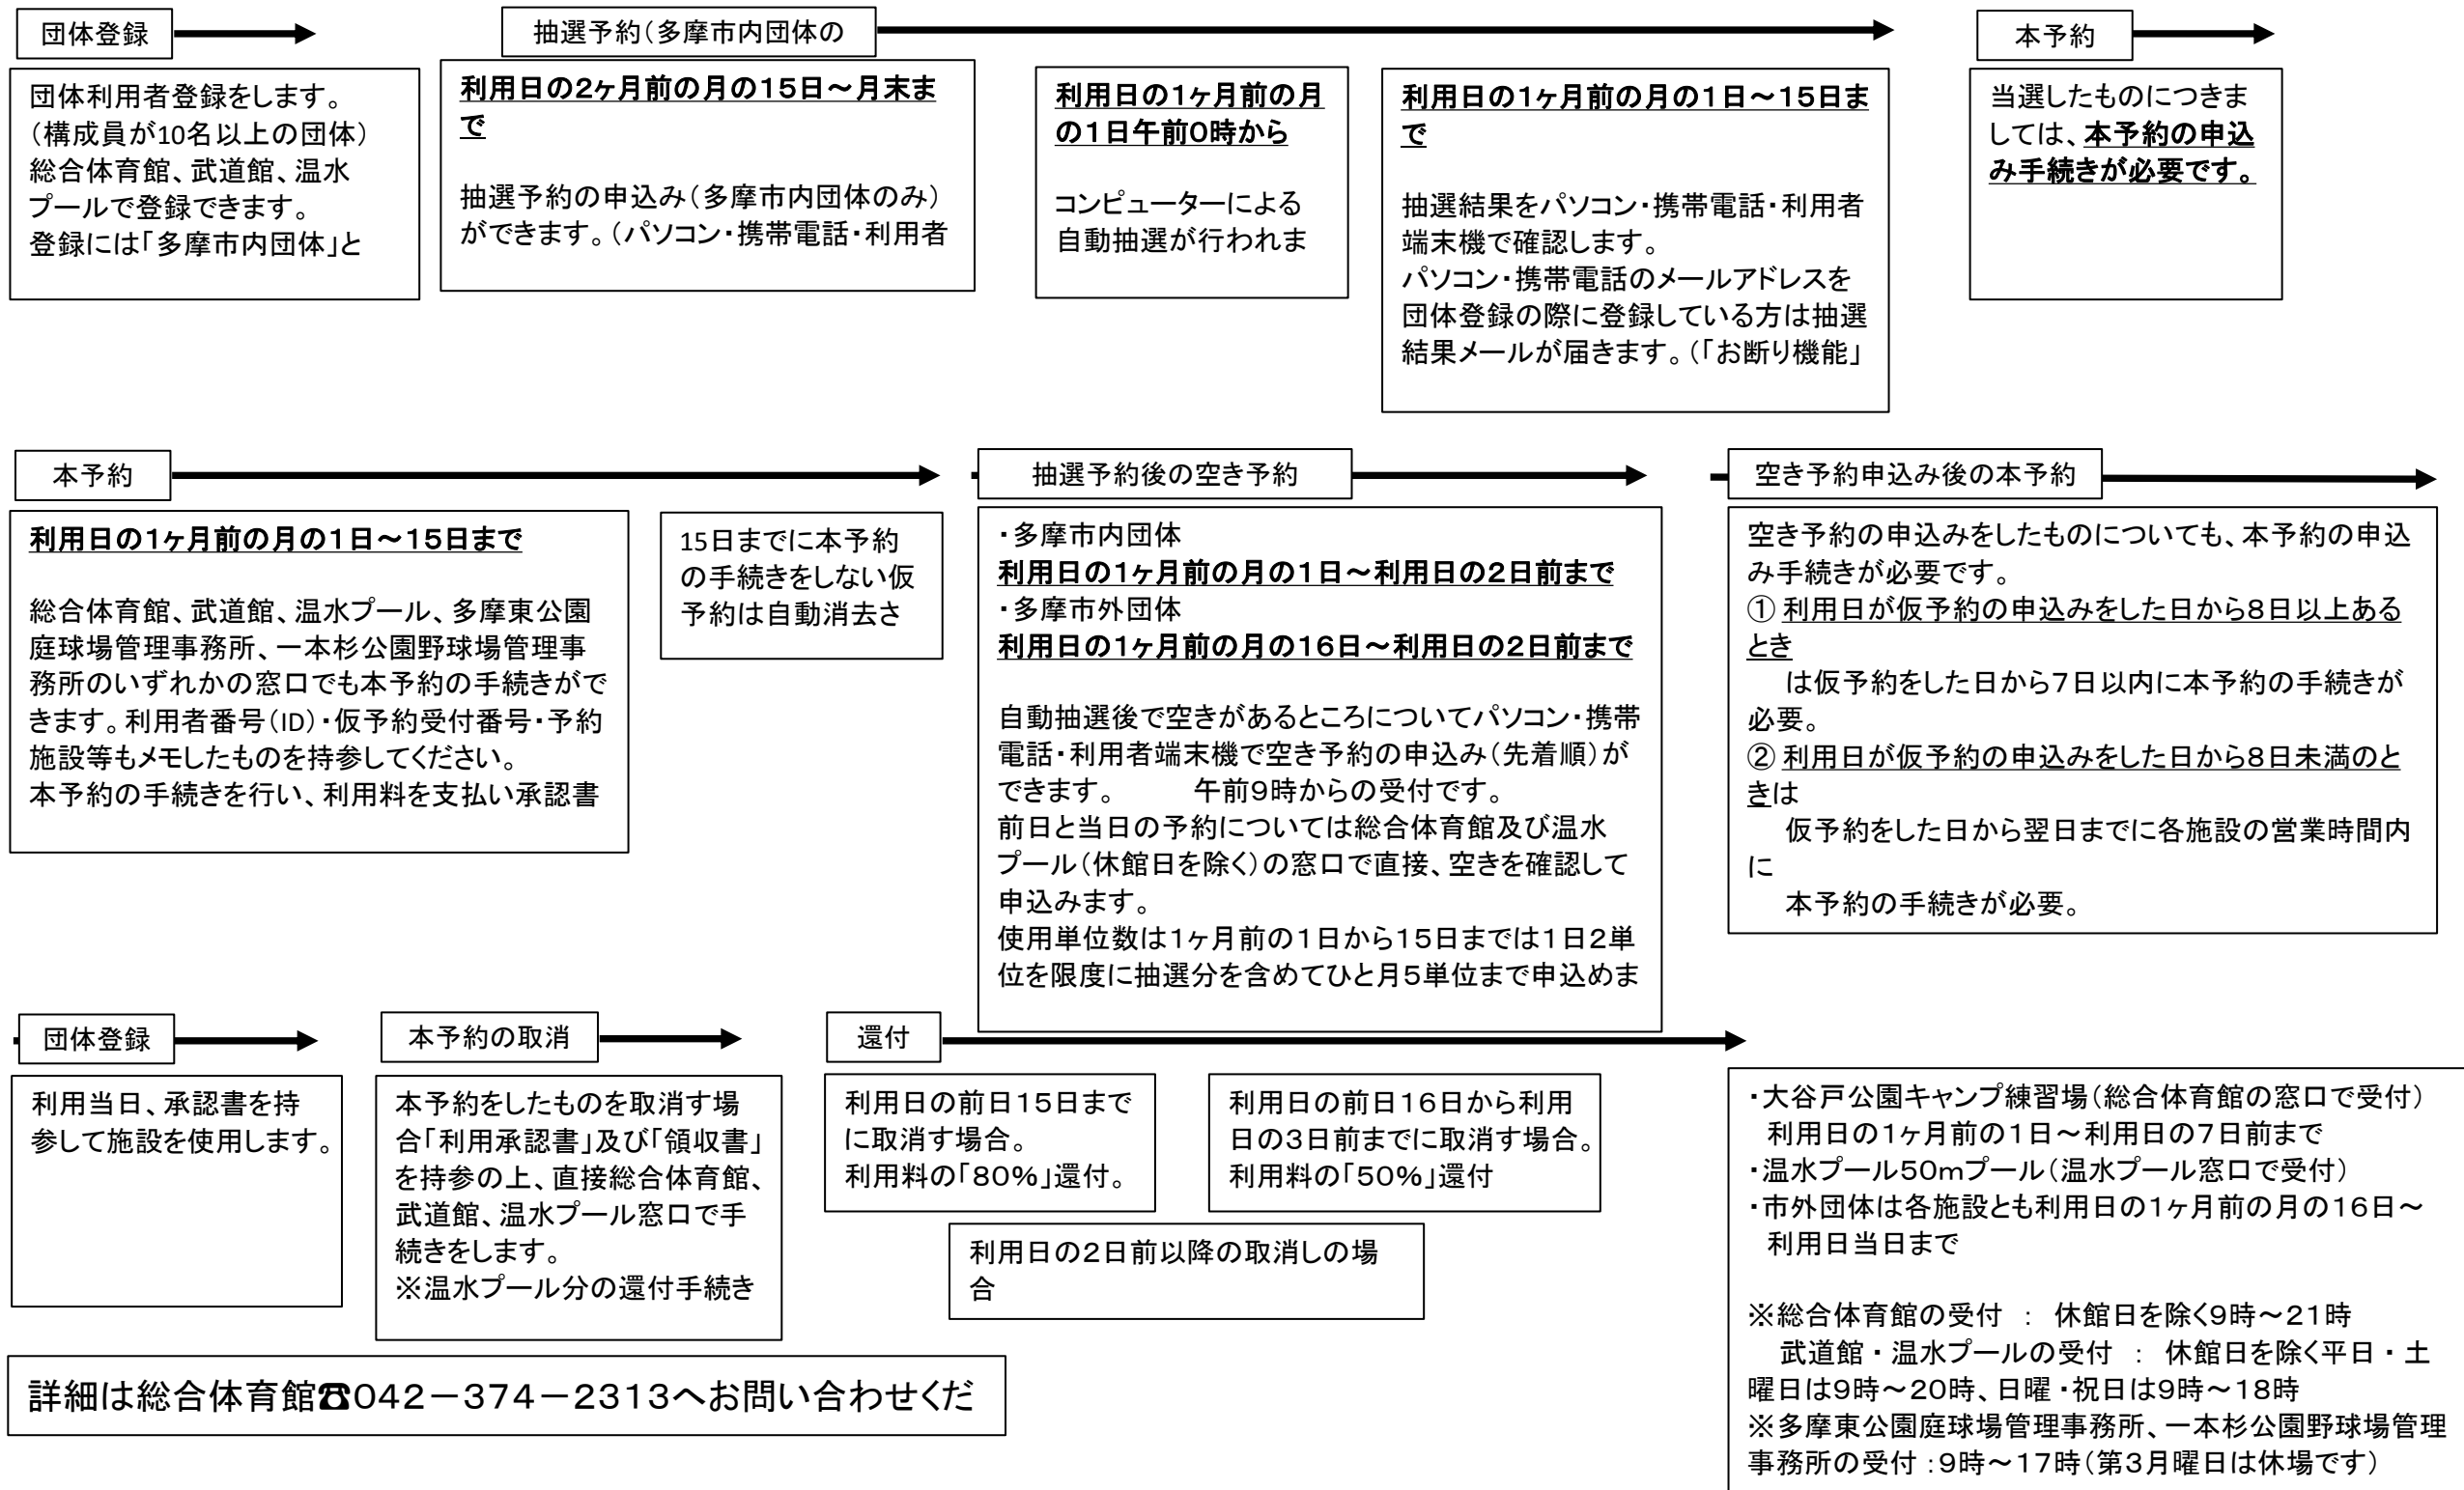 団体登録
団体利用者登録をします。
（構成員が10名以上の団体）
総合体育館、武道館、温水
プールで登録できます。
登録には「多摩市内団体」と
抽選予約（多摩市内団体の
利用日の2ヶ月前の月の15日～月末ま
で
抽選予約の申込み（多摩市内団体のみ）
ができます。（パソコン・携帯電話・利用者
利用日の1ヶ月前の月
の1日午前0時から
コンピューターによる
自動抽選が行われま
利用日の1ヶ月前の月の1日～15日ま
で
抽選結果をパソコン・携帯電話・利用者
端末機で確認します。
パソコン・携帯電話のメールアドレスを
団体登録の際に登録している方は抽選
結果メールが届きます。（「お断り機能」
本予約
当選したものにつきま
しては、本予約の申込
み手続きが必要です。
本予約
利用日の1ヶ月前の月の1日～15日まで
総合体育館、武道館、温水プール、多摩東公園
庭球場管理事務所、一本杉公園野球場管理事
務所のいずれかの窓口でも本予約の手続きがで
きます。利用者番号（ID）・仮予約受付番号・予約
施設等もメモしたものを持参してください。
本予約の手続きを行い、利用料を支払い承認書
15日までに本予約
の手続きをしない仮
予約は自動消去さ
抽選予約後の空き予約
・多摩市内団体
利用日の1ヶ月前の月の1日～利用日の2日前まで
・多摩市外団体
利用日の1ヶ月前の月の16日～利用日の2日前まで
自動抽選後で空きがあるところについてパソコン・携帯
電話・利用者端末機で空き予約の申込み（先着順）が
できます。　　　午前9時からの受付です。
前日と当日の予約については総合体育館及び温水
プール（休館日を除く）の窓口で直接、空きを確認して
申込みます。
使用単位数は1ヶ月前の1日から15日までは1日2単
位を限度に抽選分を含めてひと月5単位まで申込めま
空き予約申込み後の本予約
空き予約の申込みをしたものについても、本予約の申込
み手続きが必要です。
① 利用日が仮予約の申込みをした日から8日以上ある
とき
は仮予約をした日から7日以内に本予約の手続きが
必要。
② 利用日が仮予約の申込みをした日から8日未満のと
きは
仮予約をした日から翌日までに各施設の営業時間内
に
本予約の手続きが必要。
団体登録
利用当日、承認書を持
参して施設を使用します。
本予約の取消
本予約をしたものを取消す場
合「利用承認書」及び「領収書」
を持参の上、直接総合体育館、
武道館、温水プール窓口で手
続きをします。
※温水プール分の還付手続き
還付
利用日の前日15日まで
に取消す場合。
利用料の「80%」還付。
利用日の前日16日から利用
日の3日前までに取消す場合。
利用料の「50%」還付
利用日の2日前以降の取消しの場
合
・大谷戸公園キャンプ練習場（総合体育館の窓口で受付）
利用日の1ヶ月前の1日～利用日の7日前まで
・温水プール50mプール（温水プール窓口で受付）
・市外団体は各施設とも利用日の1ヶ月前の月の16日～
利用日当日まで
※総合体育館の受付 ： 休館日を除く9時～21時
武道館・温水プールの受付 ： 休館日を除く平日・土
曜日は9時～20時、日曜・祝日は9時～18時
※多摩東公園庭球場管理事務所、一本杉公園野球場管理
事務所の受付：9時～17時（第3月曜日は休場です）
詳細は総合体育館☎042－374－2313へお問い合わせくだ